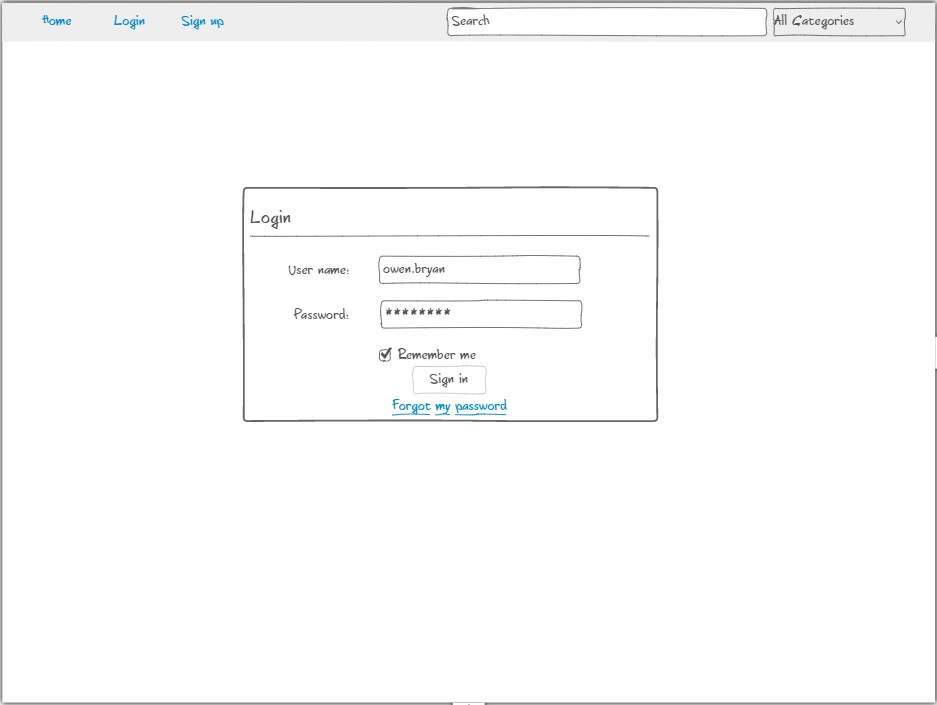 Home Login Sign up Search All Categories
Login
User name: owen.bryan
Password: ********
Remember me
Sign in
Forgot my password